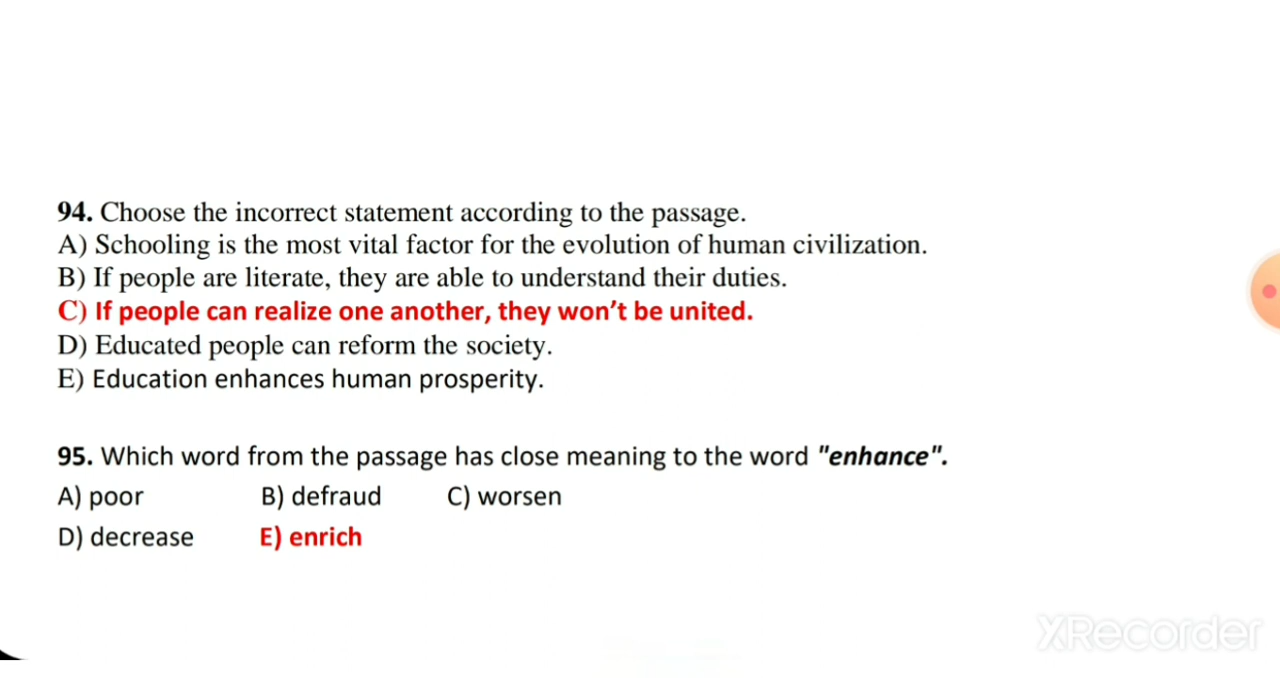 94. Choose the incorrect statement according to the passage.
A) Schooling is the most vital factor for the evolution of human civilization.
B) If people are literate, they are able to understand their duties.
C) If people can realize one another, they won’t be united.
D) Educated people can reform the society.
E) Education enhances human prosperity.
95. Which word from the passage has close meaning to the word "enhance".
A) poor B) defraud C) worsen
D) decrease E) enrich
XRecorder